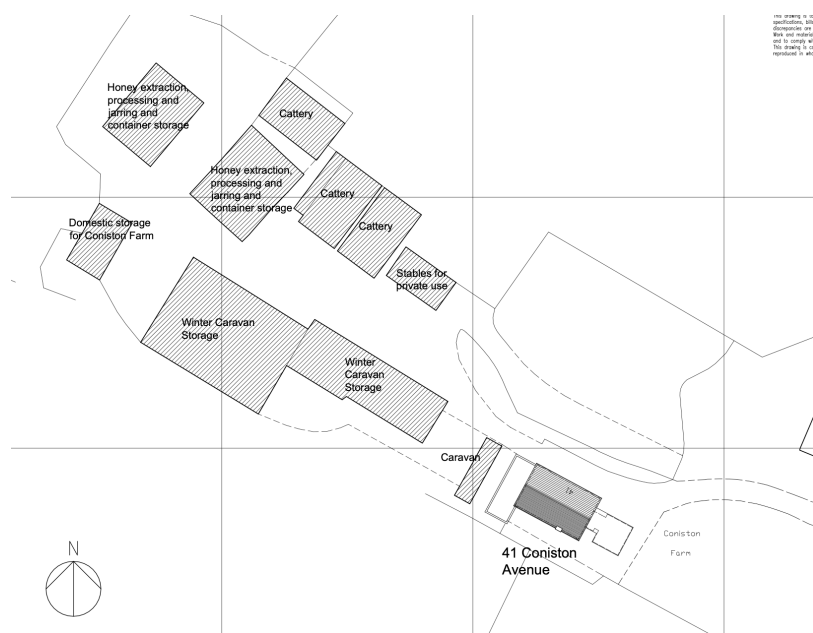 This drawing is
specifications,
discrepancies are
Work and
and to comply
This drawing is
reproduced in
Honey extraction,
processing and
jarring and
container storage
Cattery
Honey extraction,
processing and
jarring and
container storage
Cattery
Cattery
Domestic storage
for Coniston Farm
Stables for
private use
Winter Caravan
Storage
Winter
Caravan
Storage
Caravan
41
41 Coniston
Avenue
Coniston
Farm
N